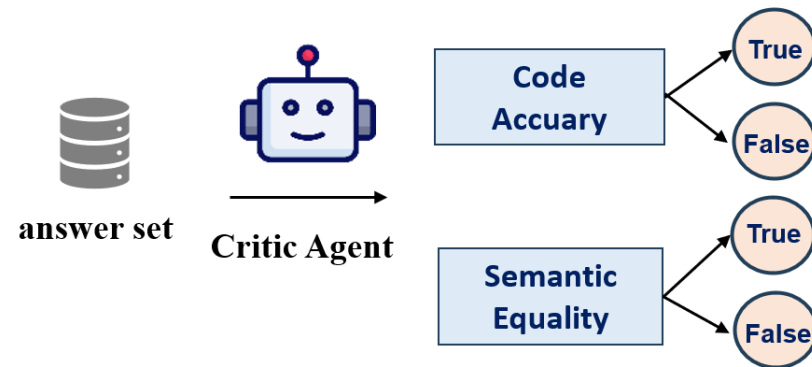 answer set
Critic Agent
Code
Accuary
True
False
Semantic
Equality
True
False